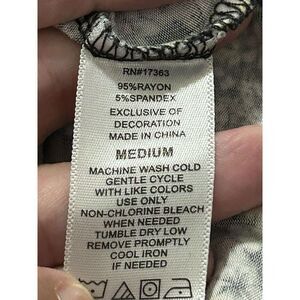 RN#17363
95%RAYON
5%SPANDEX
EXCLUSIVE OF
DECORATION
MADE IN CHINA
MEDIUM
MACHINE WASH COLD
GENTLE CYCLE
WITH LIKE COLORS
USE ONLY
NON-CHLORINE BLEACH
WHEN NEEDED
TUMBLE DRY LOW
REMOVE PROMPTLY
COOL IRON
IF NEEDED